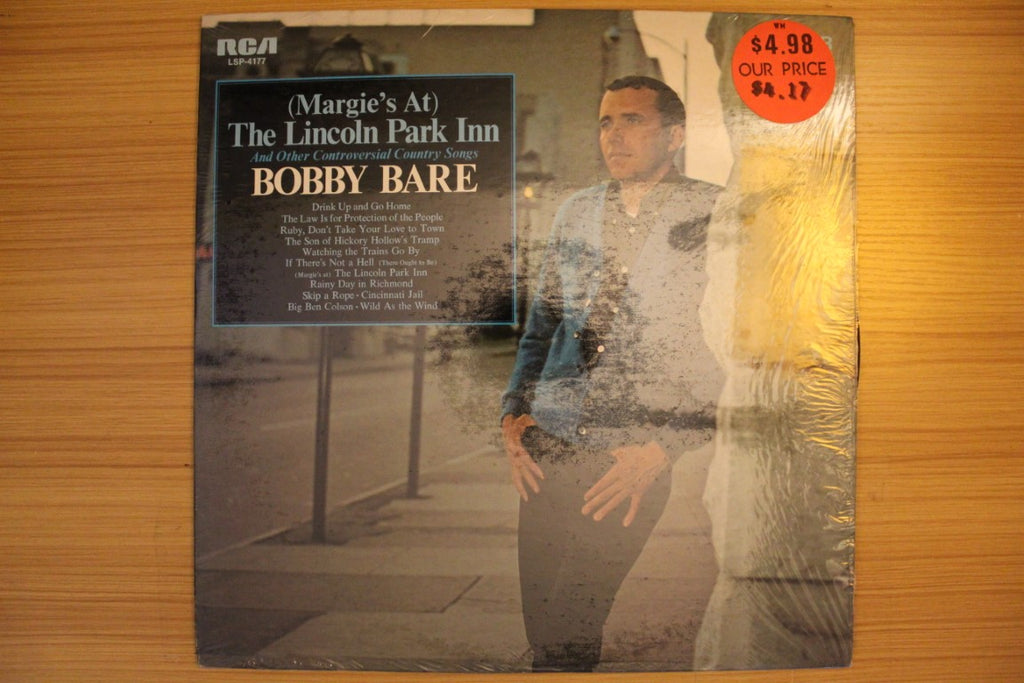 RCA
LSP-4177
(Margie's At)
The Lincoln Park Inn
And Other Controversial Country Songs
BOBBY BARE
Drink Up and Go Home
The Law Is for Protection of the People
Ruby, Don't Take Your Love to Town
The Son of Hickory Hollow's Tramp
Watching the Trains Go By
If There's Not a Hell (There Ought to Be)
(Margie's at) The Lincoln Park Inn
Rainy Day in Richmond
Skip a Rope • Cincinnati Jail
Big Ben Colson • Wild As the Wind
WH
$4.98
OUR PRICE
$4.17